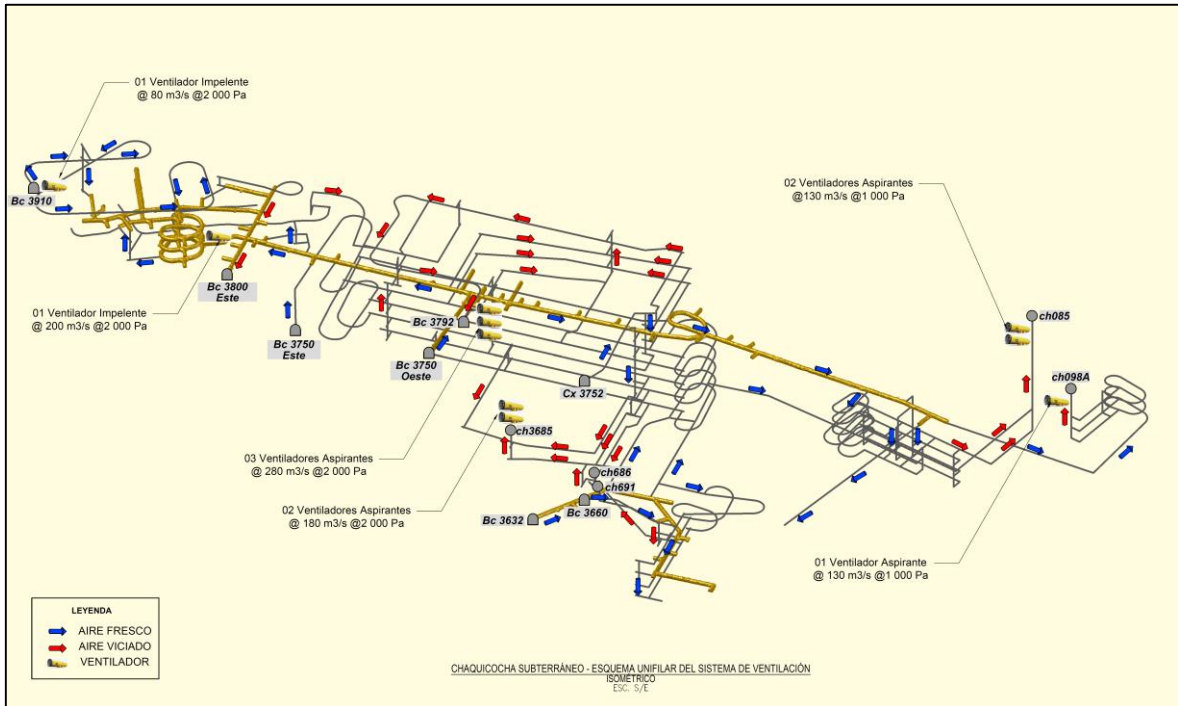 01 Ventilador Impelente
@ 80 m3/s @2 000 Pa
Bc 3910
02 Ventiladores Aspirantes
@130 m3/s @1 000 Pa
Bc 3800
Este
01 Ventilador Impelente
@ 200 m3/s @2 000 Pa
Bc 3750
Este
Bc 3792
Bc 3750
Oeste
Cx 3752
ch085
ch098A
ch3685
03 Ventiladores Aspirantes
@ 280 m3/s @2 000 Pa
ch686
ch691
02 Ventiladores Aspirantes
@ 180 m3/s @2 000 Pa
Bc 3632
Bc 3660
01 Ventilador Aspirante
@ 130 m3/s @1 000 Pa
LEYENDA
AIRE FRESCO
AIRE VICIADO
VENTILADOR
CHAQUICOCHA SUBTERRÁNEO - ESQUEMA UNIFILAR DEL SISTEMA DE VENTILACIÓN
ISOMÉTRICO
ESC. S/E